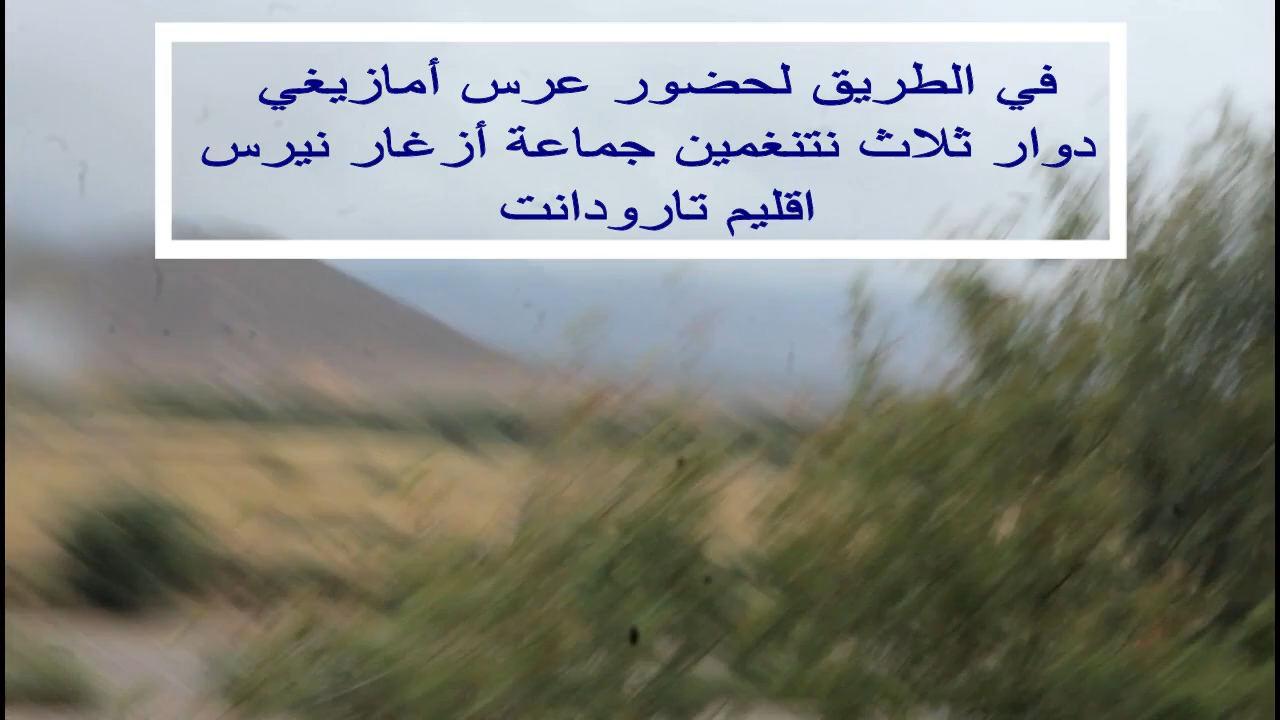 في الطريق لحضور عرس أمازيغي
دوار ثلاث نتنغمين جماعة أزغار نيرس
اقليم تارودانت